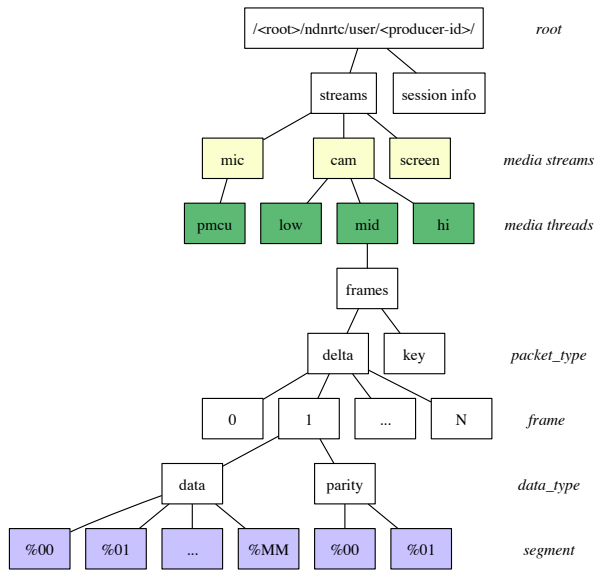 /<root>/ndnrtc/user/<producer-id>/ root
streams session info
mic cam screen media streams
pmcu low mid hi media threads
frames
delta key packet_type
0 1 ... N frame
data parity data_type
%00 %01 ... %MM %00 %01 segment